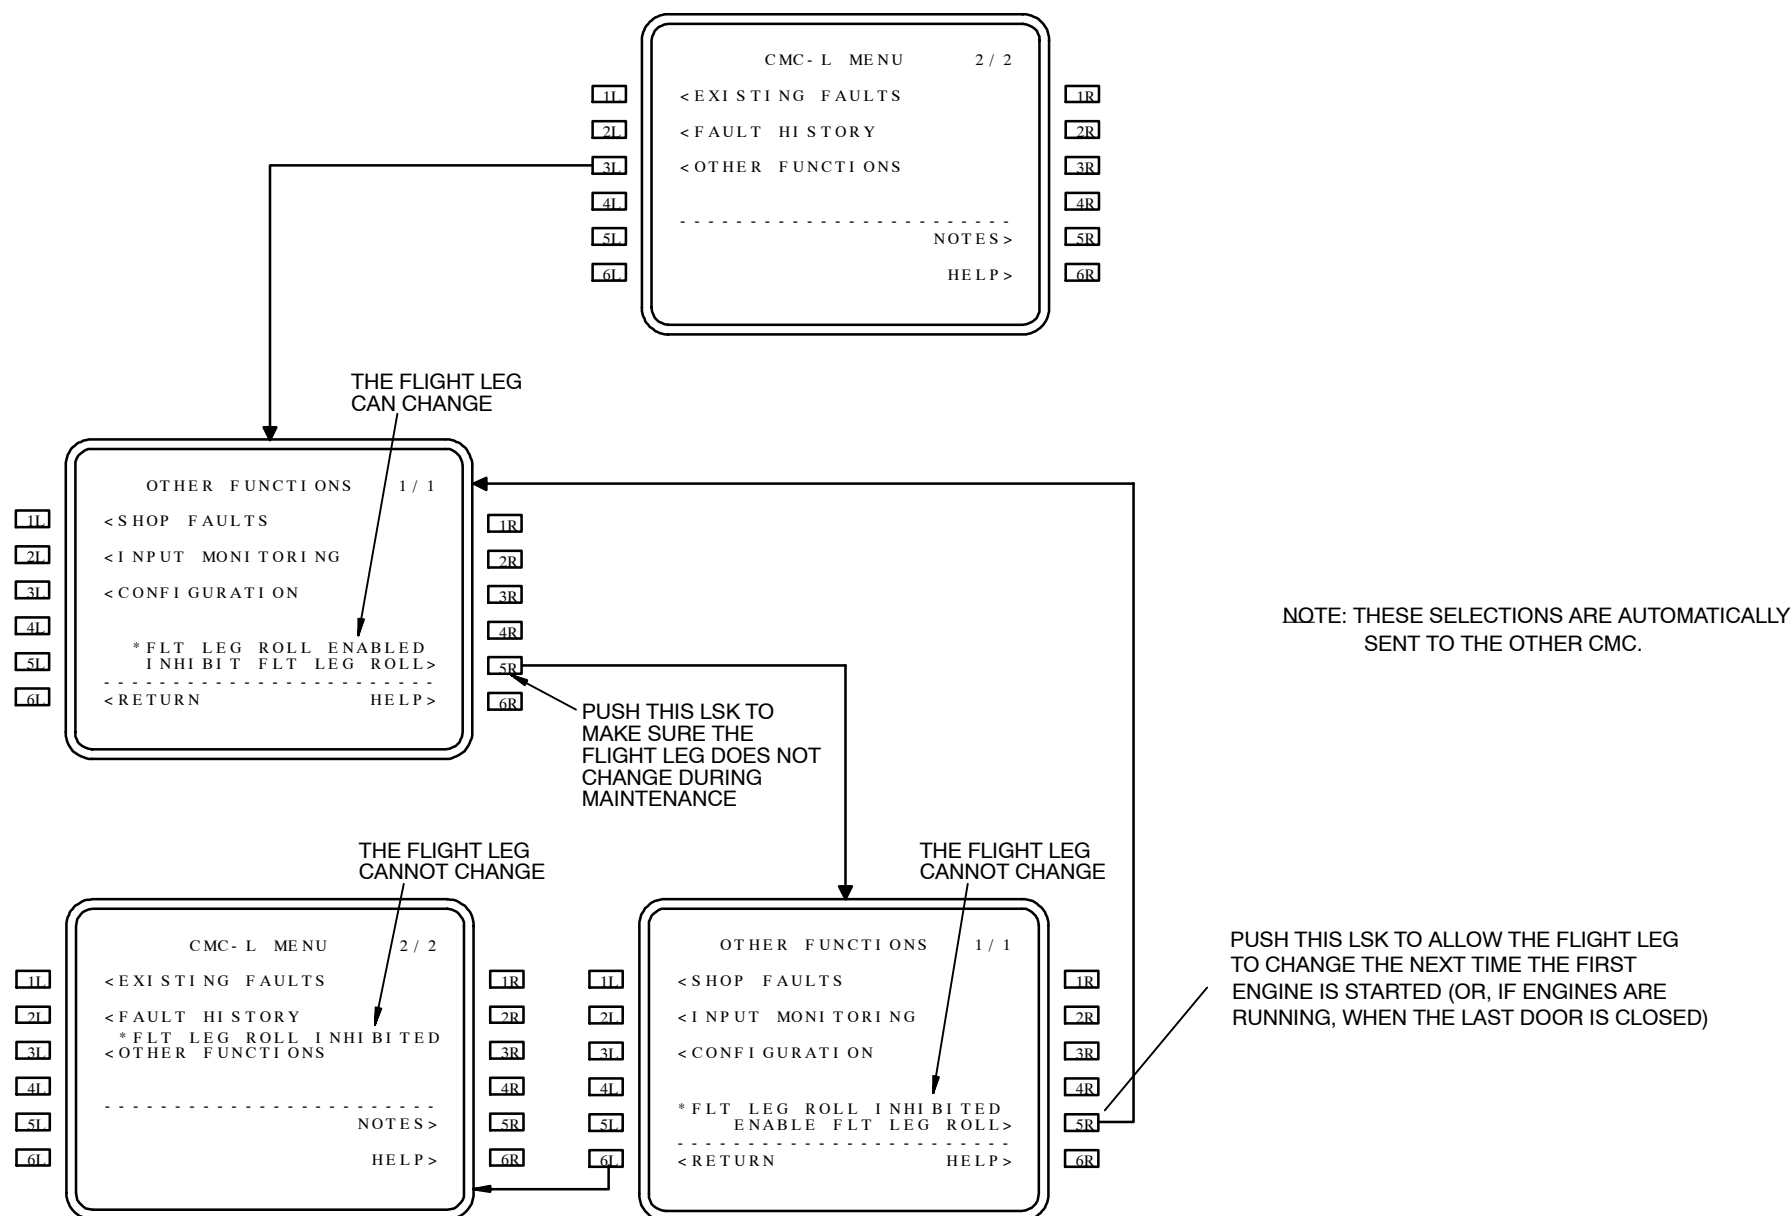 CMC-L MENU 2/2
1L <EXISTING FAULTS 1R
2L <FAULT HISTORY 2R
3L <OTHER FUNCTIONS 3R
4L 4R
- - - - - - - - - - - - - - - - - - - - - - - -
5L NOTES> 5R
6L HELP> 6R
THE FLIGHT LEG
CAN CHANGE
OTHER FUNCTIONS 1/1
1L <SHOP FAULTS 1R
2L <INPUT MONITORING 2R
3L <CONFIGURATION 3R
4L 4R
*FLT LEG ROLL ENABLED
5L INHIBIT FLT LEG ROLL> 5R
- - - - - - - - - - - - - - - - - - - - - - - -
6L <RETURN HELP> 6R
PUSH THIS LSK TO
MAKE SURE THE
FLIGHT LEG DOES NOT
CHANGE DURING
MAINTENANCE
NOTE: THESE SELECTIONS ARE AUTOMATICALLY
SENT TO THE OTHER CMC.
THE FLIGHT LEG
CANNOT CHANGE
CMC-L MENU 2/2
1L <EXISTING FAULTS 1R
2L <FAULT HISTORY 2R
*FLT LEG ROLL INHIBITED
3L <OTHER FUNCTIONS 3R
4L 4R
- - - - - - - - - - - - - - - - - - - - - - - -
5L NOTES> 5R
6L HELP> 6R
THE FLIGHT LEG
CANNOT CHANGE
OTHER FUNCTIONS 1/1
1L <SHOP FAULTS 1R
2L <INPUT MONITORING 2R
3L <CONFIGURATION 3R
4L 4R
*FLT LEG ROLL INHIBITED
5L ENABLE FLT LEG ROLL> 5R
- - - - - - - - - - - - - - - - - - - - - - - -
6L <RETURN HELP> 6R
PUSH THIS LSK TO ALLOW THE FLIGHT LEG
TO CHANGE THE NEXT TIME THE FIRST
ENGINE IS STARTED (OR, IF ENGINES ARE
RUNNING, WHEN THE LAST DOOR IS CLOSED)